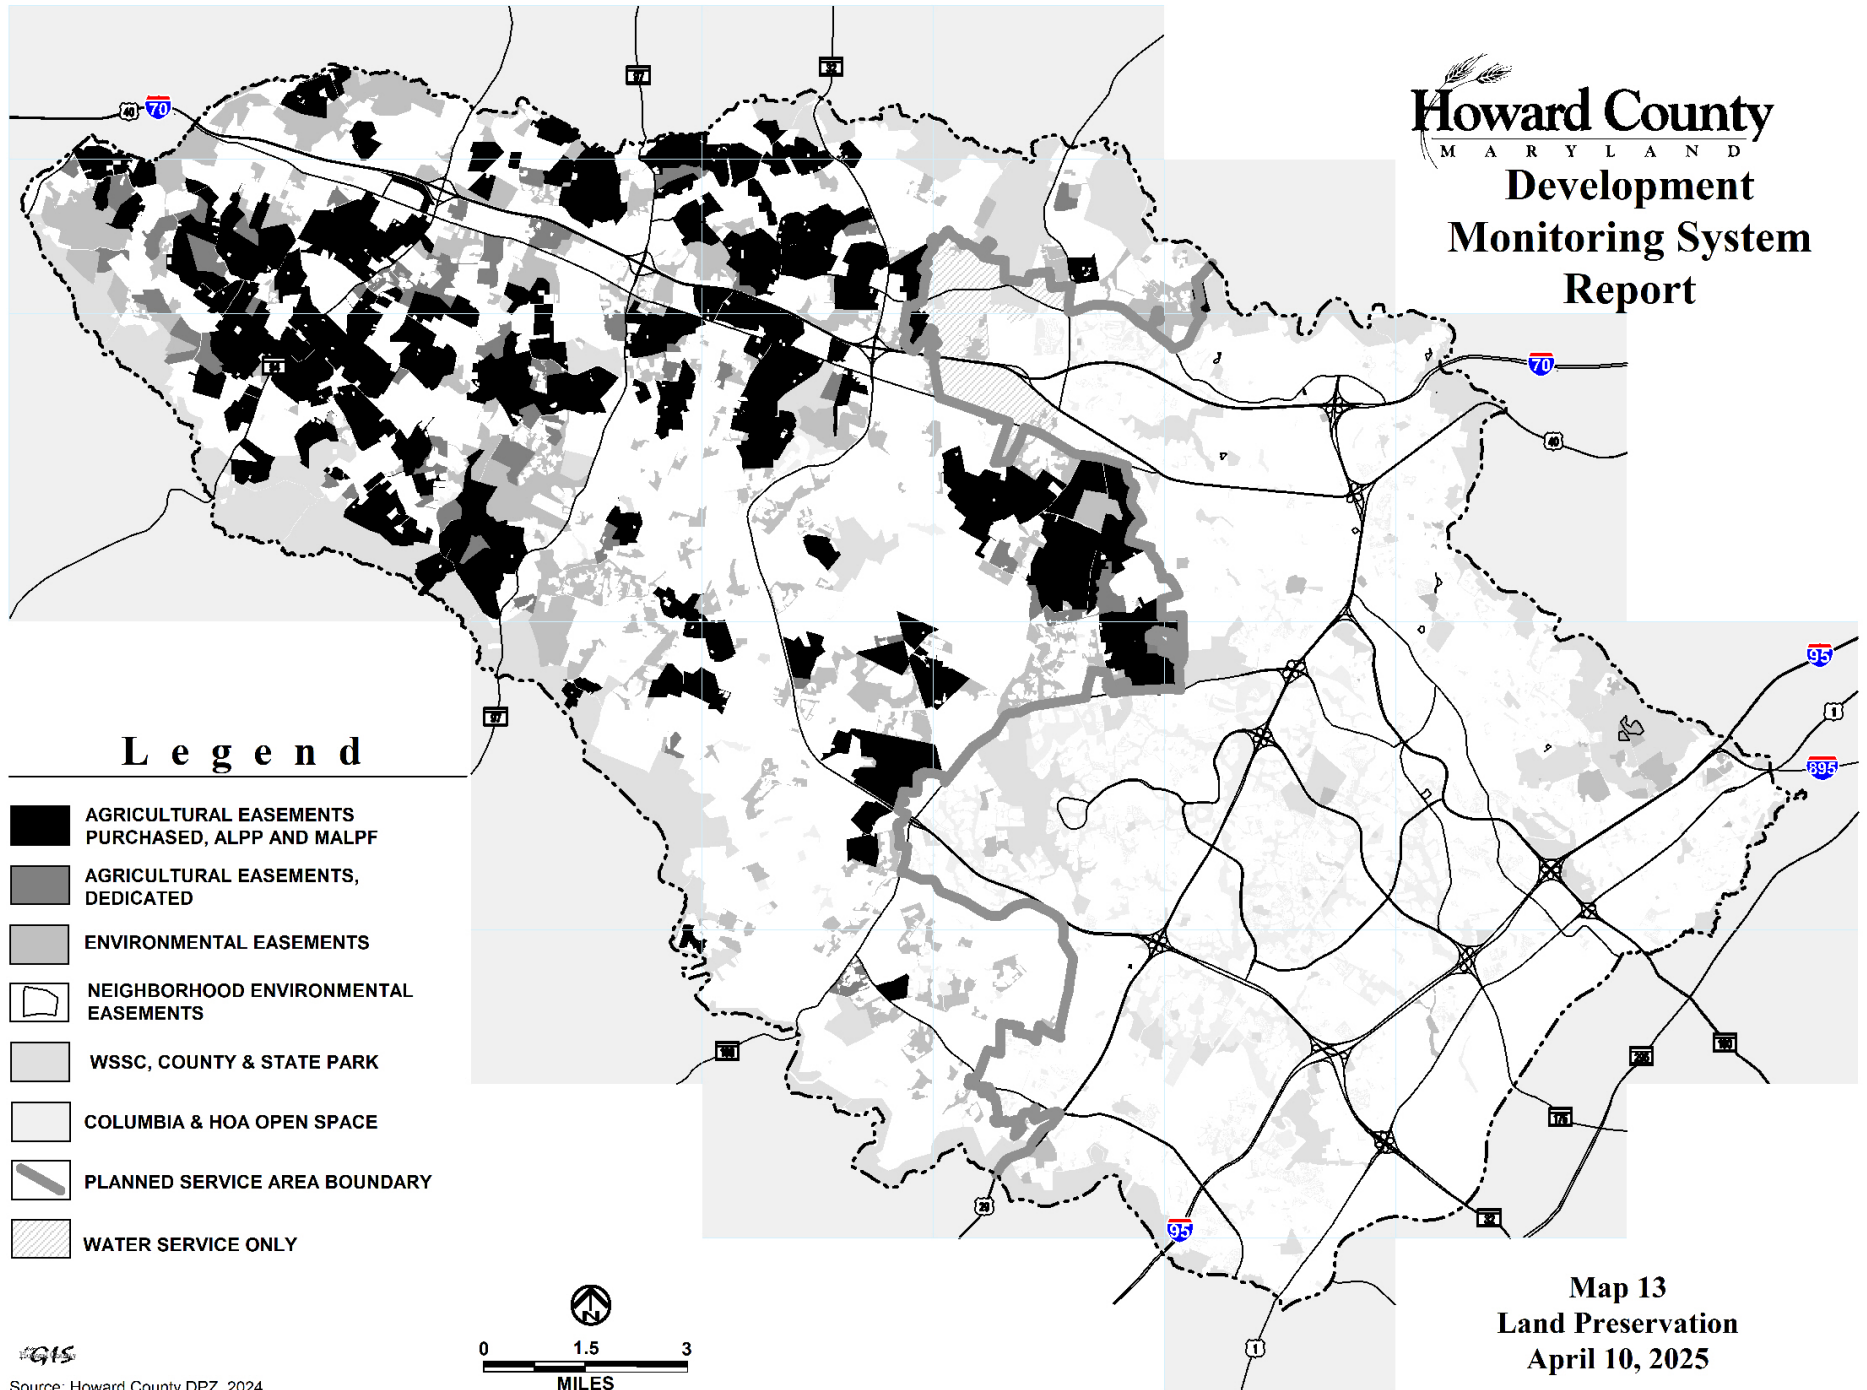 Howard County
MARYLAND
Development
Monitoring System
Report
40
70
97
32
94
70
40
95
1
895
97
108
29
95
1
32
175
295
100
Legend
AGRICULTURAL EASEMENTS
PURCHASED, ALPP AND MALPF
AGRICULTURAL EASEMENTS,
DEDICATED
ENVIRONMENTAL EASEMENTS
NEIGHBORHOOD ENVIRONMENTAL
EASEMENTS
WSSC, COUNTY & STATE PARK
COLUMBIA & HOA OPEN SPACE
PLANNED SERVICE AREA BOUNDARY
WATER SERVICE ONLY
N
0 1.5 3
MILES
GIS
Source: Howard County DPZ, 2024
Map 13
Land Preservation
April 10, 2025